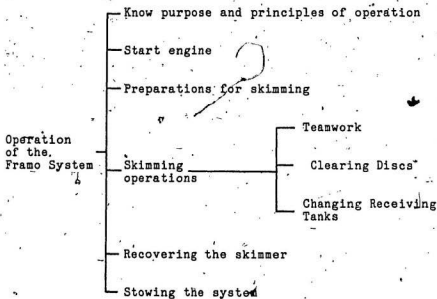 Know purpose and principles of operation
Start engine
Preparations for skimming
Operation
of the
Framo System
Skimming
operations
Teamwork
Clearing Discs
Changing Receiving
Tanks
Recovering the skimmer
Stowing the system